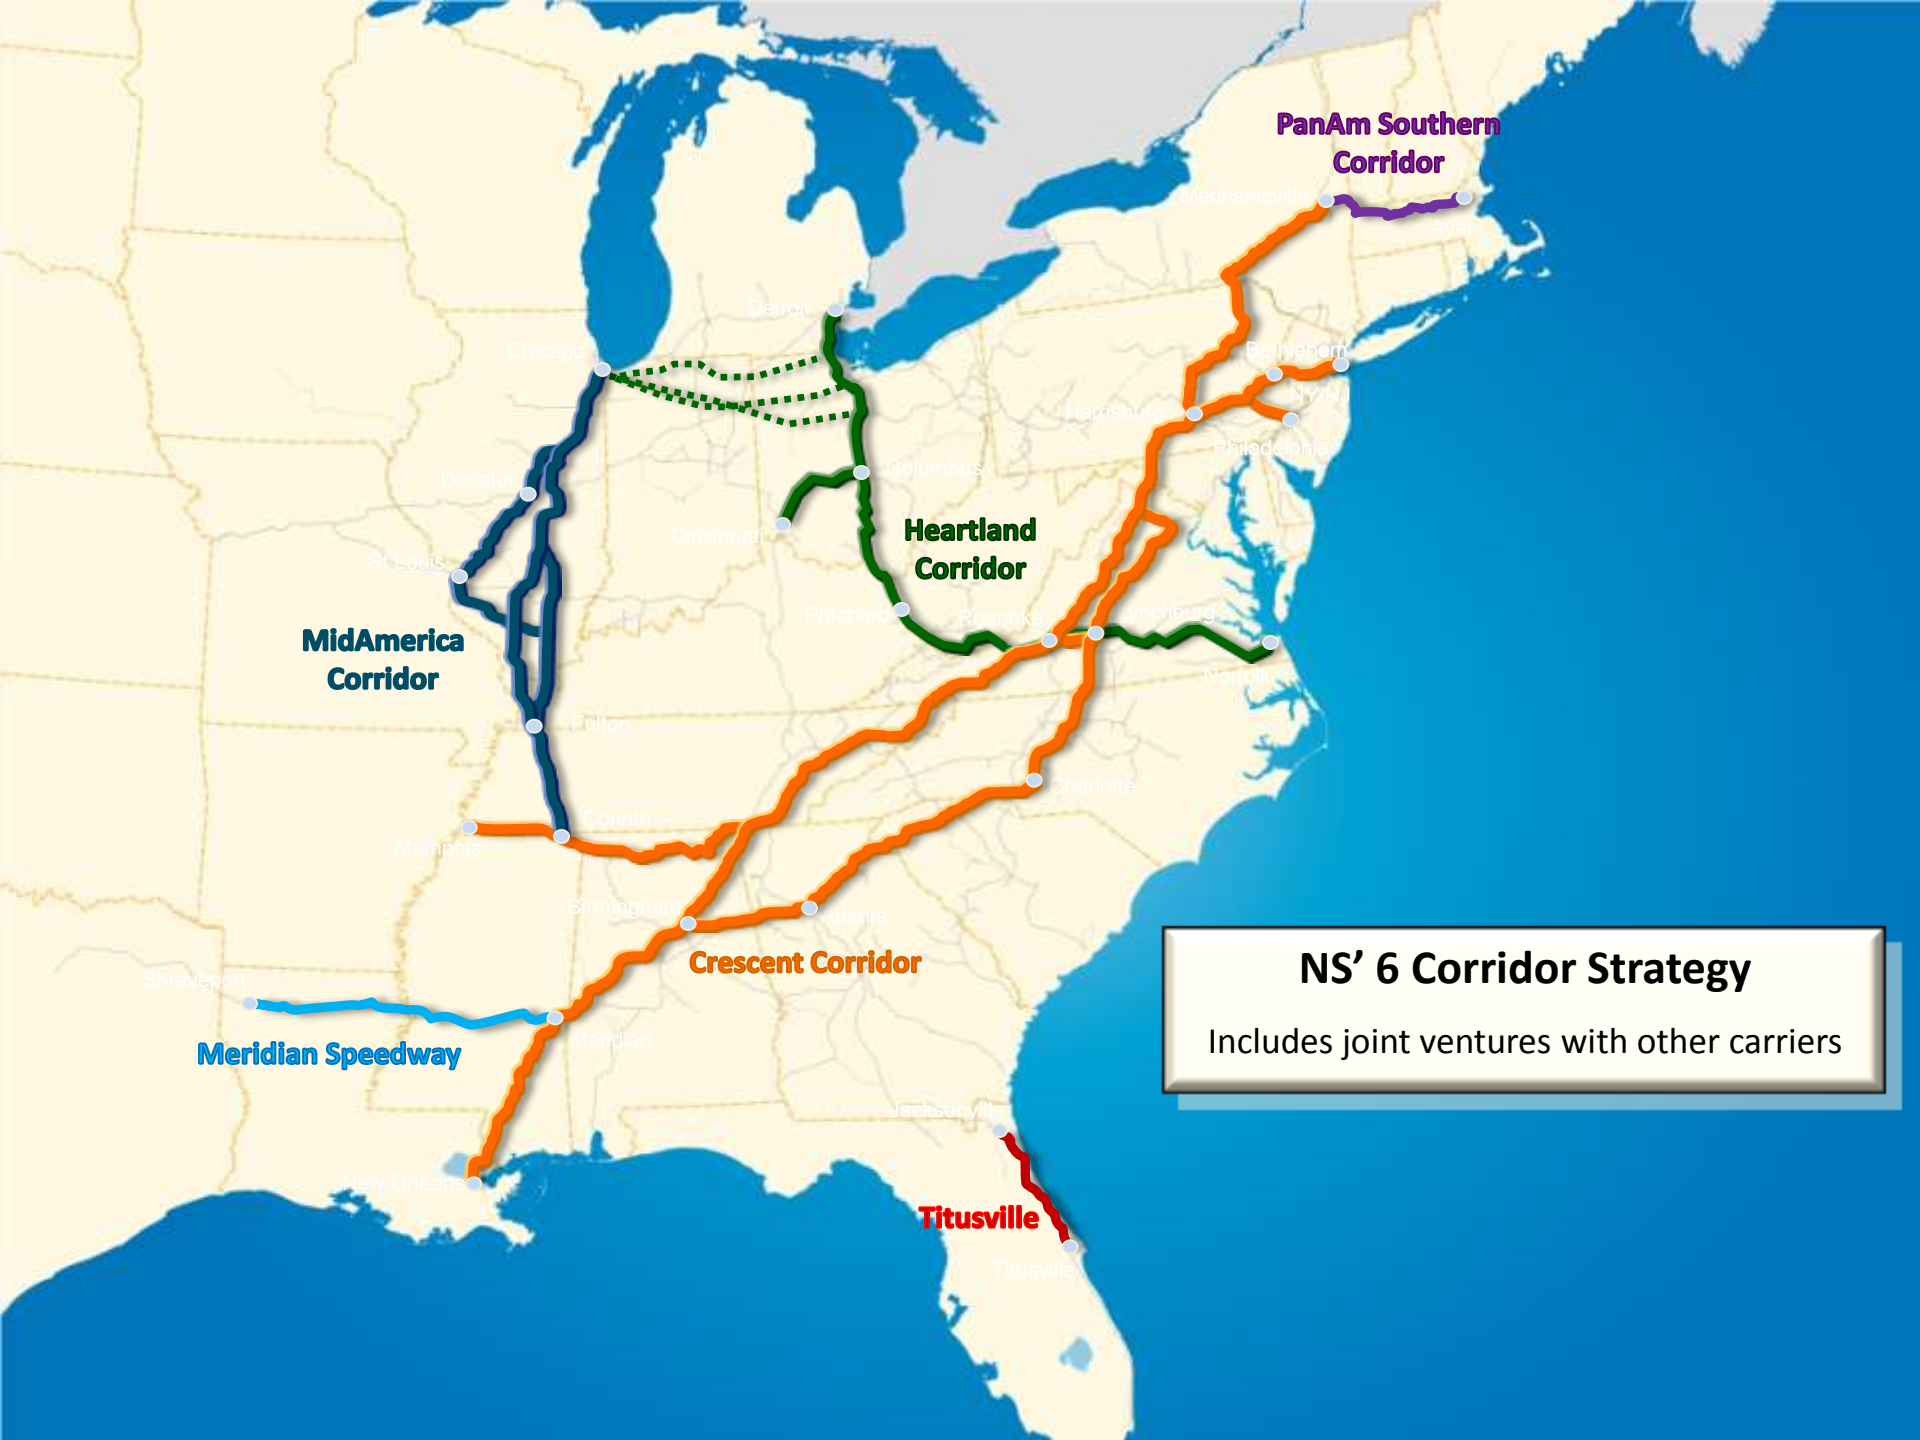 PanAm Southern
Corridor
Mechanicville
Ayer
Detroit
Chicago
Bethlehem
NY/NJ
Harrisburg
Philadelphia
Columbus
Decatur
Cincinnati
Heartland
Corridor
St Louis
Pritchard
Roanoke
Lynchburg
MidAmerica
Corridor
Norfolk
Fulton
Charlotte
Corinth
Memphis
Birmingham
Atlanta
Crescent Corridor
NS’ 6 Corridor Strategy
Includes joint ventures with other carriers
Shreveport
Meridian
Meridian Speedway
Jacksonville
New Orleans
Titusville
Titusville